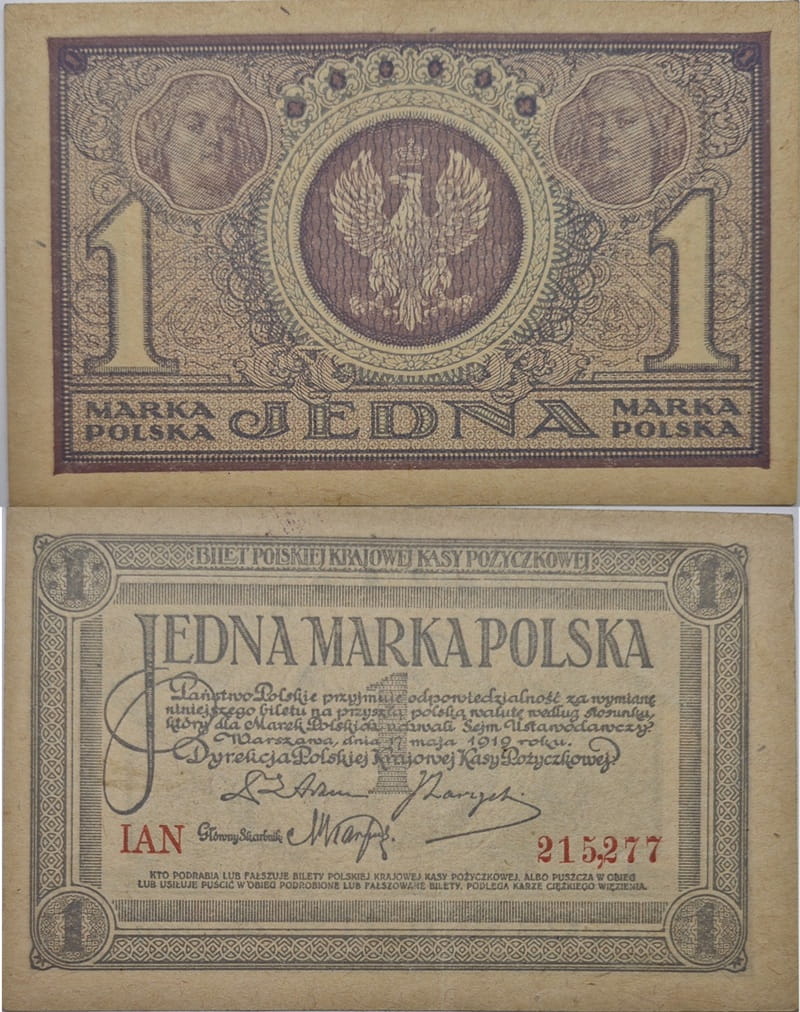 1 1
1 1
MARKA JEDNA MARKA
POLSKA POLSKA
1 1
BILET POLSKIEJ KRAJOWEJ KASY POŻYCZKOWEJ
JEDNA MARKA POLSKA
1
Państwo Polskie przyjmuje odpowiedzialność za wymianę
niniejszego biletu na przyszłą polską walutę według stosunku,
który dla Marek Polskich uchwali Sejm Ustawodawczy.
Warszawa, dnia 17 maja 1919 roku.
Dyrekcja Polskiej Krajowej Kasy Pożyczkowej
IAN Główny Skarbnik 215,277
KTO PODRABIA LUB FAŁSZUJE BILETY POLSKIEJ KRAJOWEJ KASY POŻYCZKOWEJ, ALBO PUSZCZA W OBIEG
LUB USIŁUJE PUŚCIĆ W OBIEG PODROBIONE LUB FAŁSZOWANE BILETY, PODLEGA KARZE CIĘŻKIEGO WIĘZIENIA.
1 1